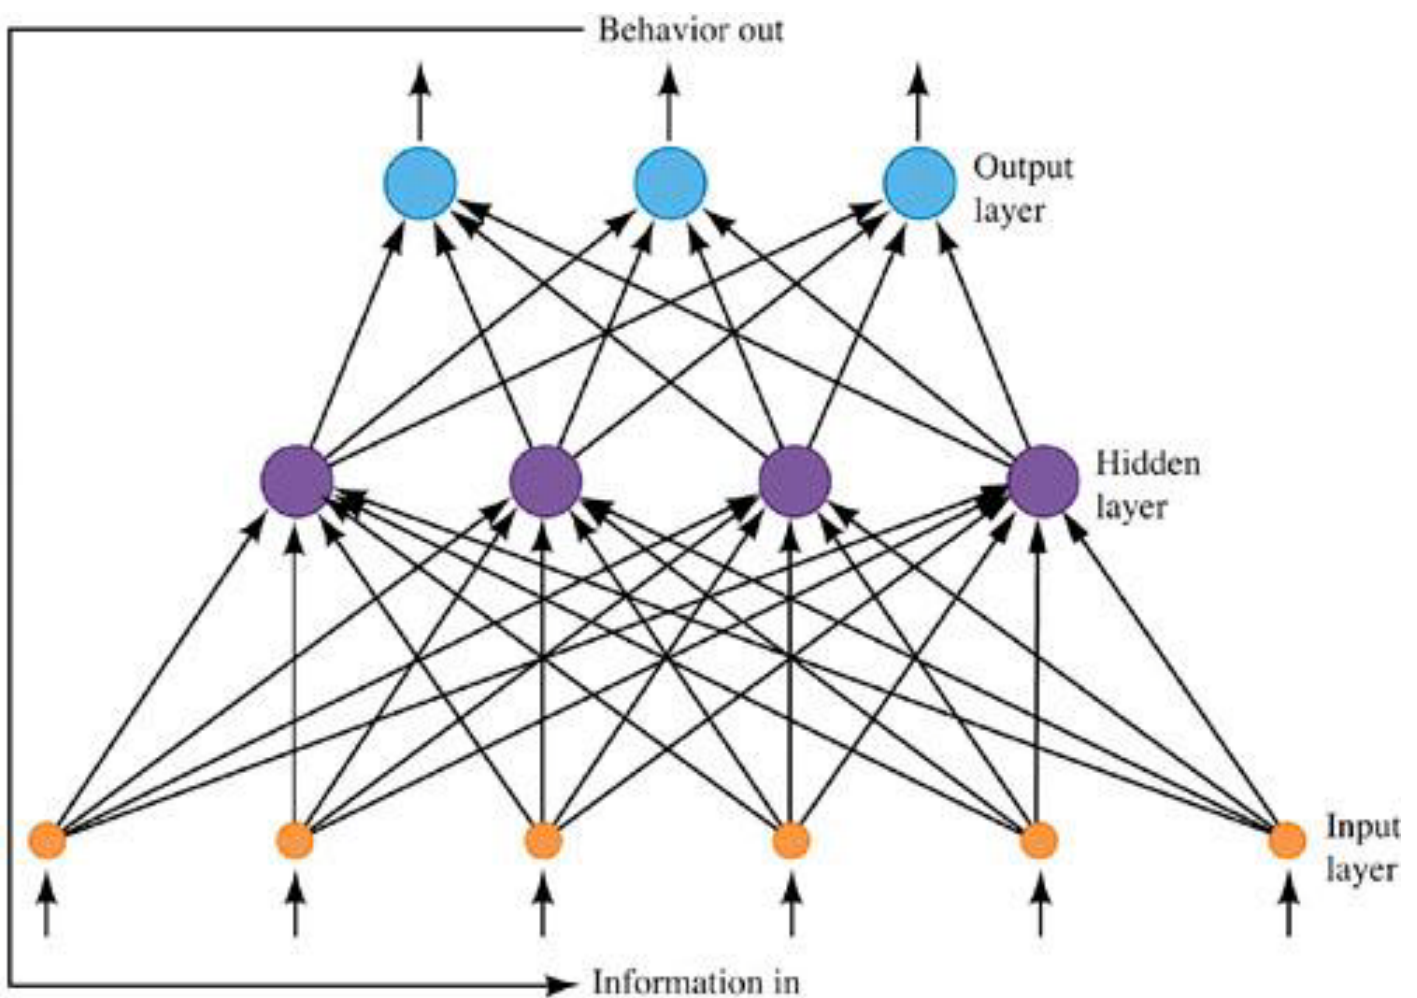 Behavior out
Output
layer
Hidden
layer
Input
layer
Information in